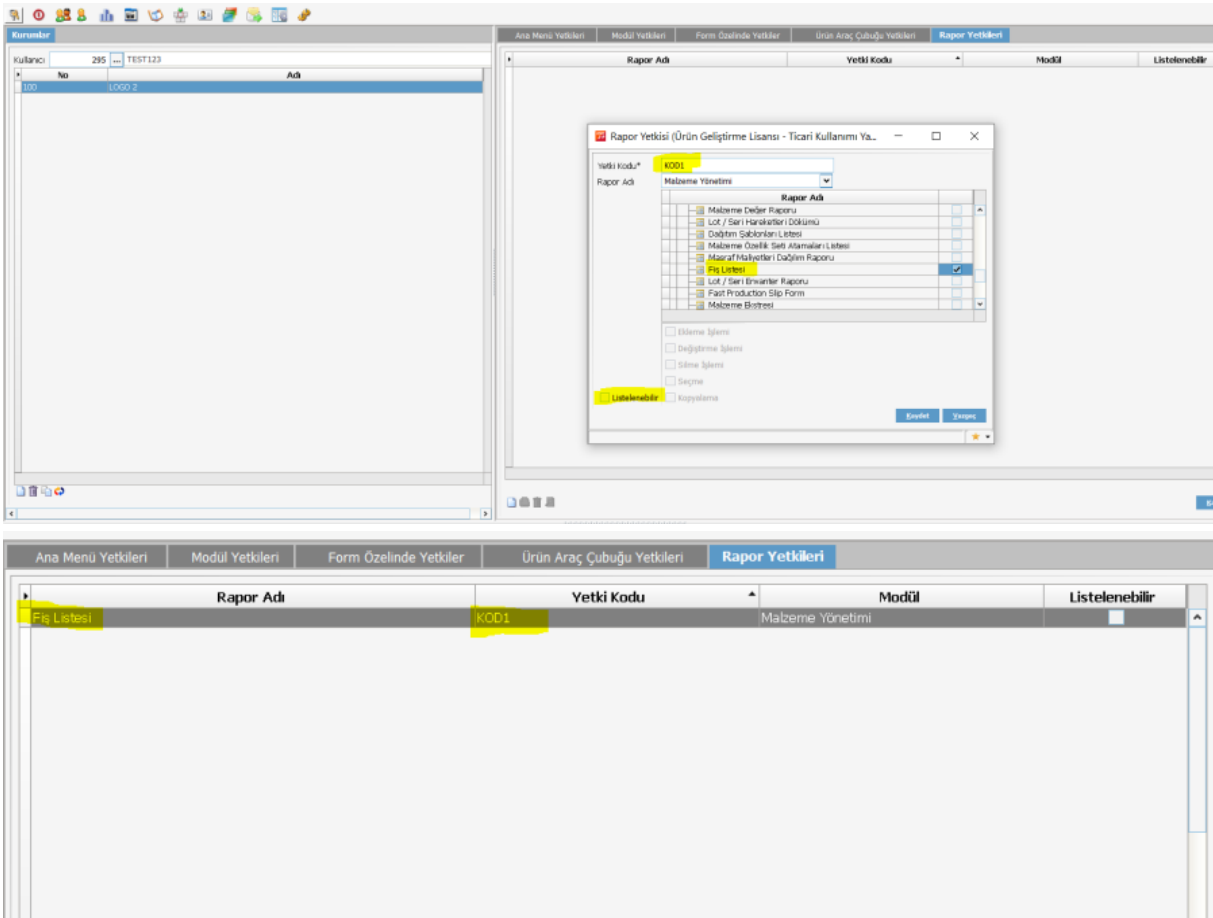 Kurumlar
Ana Menü Yetkileri Modül Yetkileri Form Özelinde Yetkiler Ürün Araç Çubuğu Yetkileri Rapor Yetkileri
Kullanıcı 295 ... TEST123
No Adı
100 LOGO 2
Rapor Adı Yetki Kodu Modül Listelenebilir
Rapor Yetkisi (Ürün Geliştirme Lisansı - Ticari Kullanımı Ya...
Yetki Kodu* KOD1
Rapor Adı Malzeme Yönetimi
Rapor Adı
Malzeme Değer Raporu
Lot / Seri Hareketleri Dökümü
Dağıtım Şablonları Listesi
Malzeme Özellik Seti Atamaları Listesi
Masraf Maliyetleri Dağılım Raporu
Fiş Listesi
Lot / Seri Envanter Raporu
Fast Production Slip Form
Malzeme Ekstresi
Ekleme İşlemi
Değiştirme İşlemi
Silme İşlemi
Seçme
Listelenebilir Kopyalama
Kaydet Vazgeç
Ana Menü Yetkileri Modül Yetkileri Form Özelinde Yetkiler Ürün Araç Çubuğu Yetkileri Rapor Yetkileri
Rapor Adı Yetki Kodu Modül Listelenebilir
Fiş Listesi KOD1 Malzeme Yönetimi